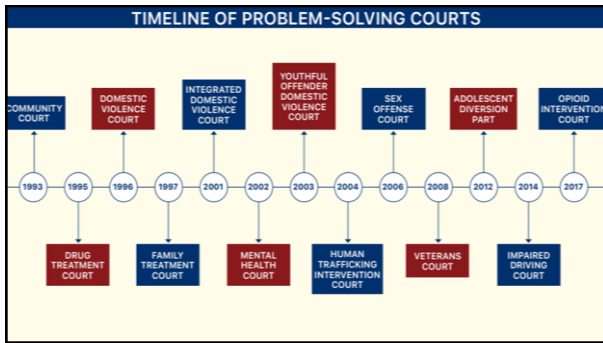 TIMELINE OF PROBLEM-SOLVING COURTS
COMMUNITY
COURT
DOMESTIC
VIOLENCE
COURT
INTEGRATED
DOMESTIC
VIOLENCE
COURT
YOUTHFUL
OFFENDER
DOMESTIC
VIOLENCE
COURT
SEX
OFFENSE
COURT
ADOLESCENT
DIVERSION
PART
OPIOID
INTERVENTION
COURT
1993 1995 1996 1997 2001 2002 2003 2004 2006 2008 2012 2014 2017
DRUG
TREATMENT
COURT
FAMILY
TREATMENT
COURT
MENTAL
HEALTH
COURT
HUMAN
TRAFFICKING
INTERVENTION
COURT
VETERANS
COURT
IMPAIRED
DRIVING
COURT